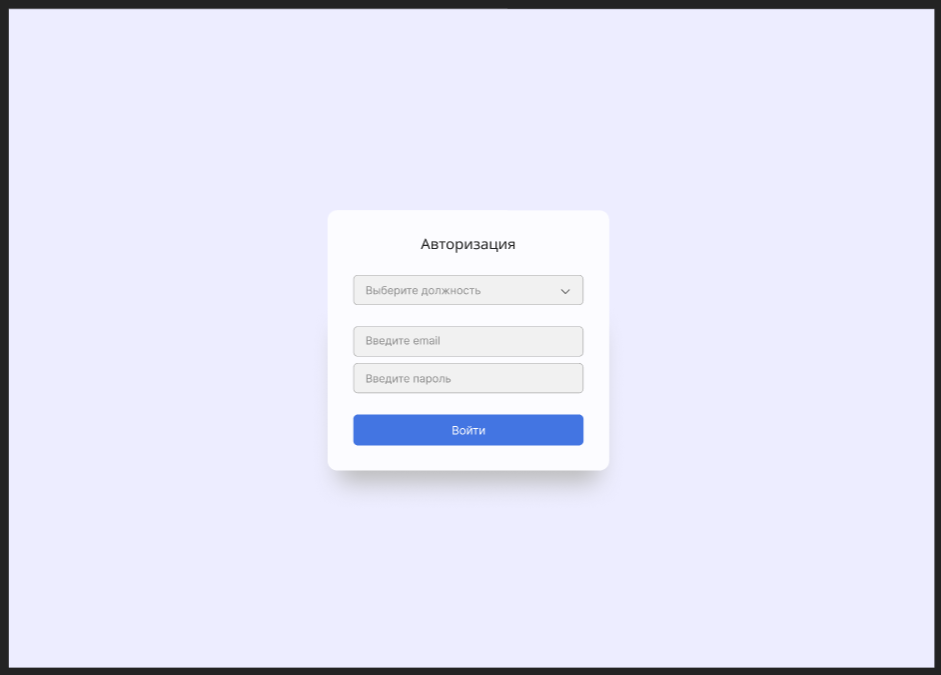 Авторизация
Выберите должность
Введите email
Введите пароль
Войти